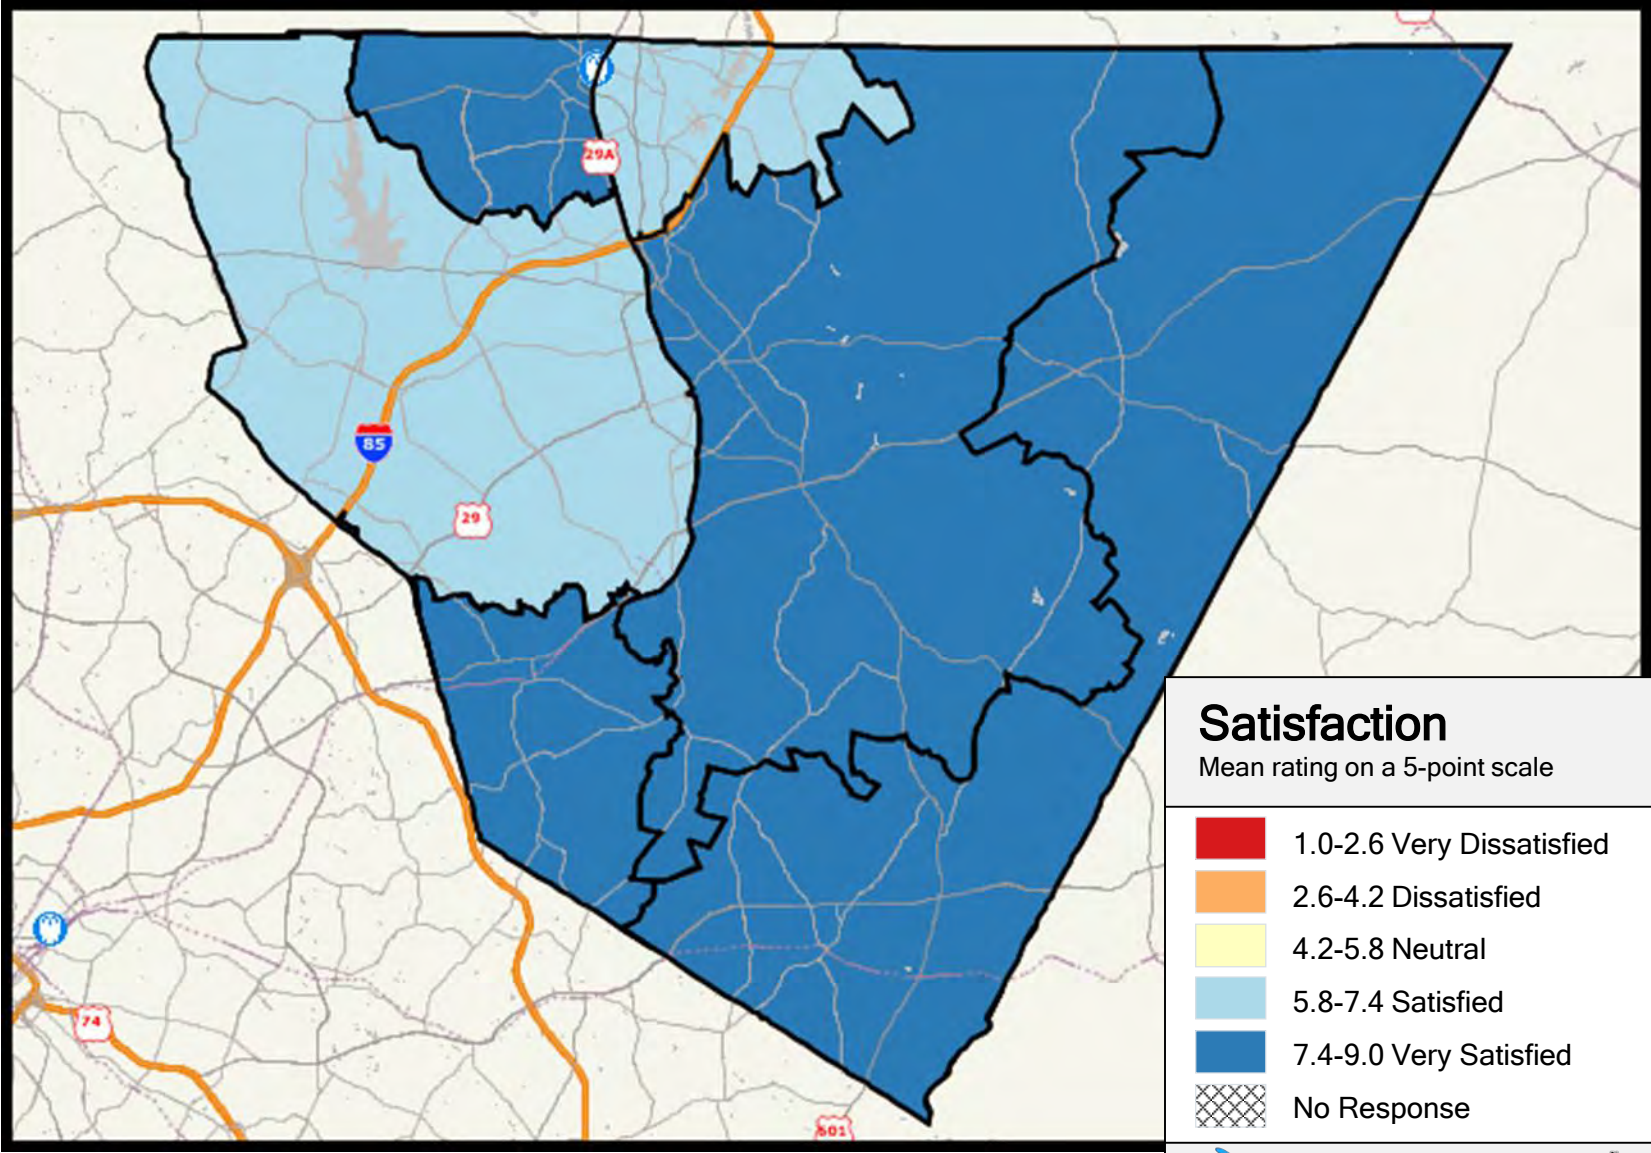 29A
85
29
74
601
Satisfaction
Mean rating on a 5-point scale
1.0-2.6 Very Dissatisfied
2.6-4.2 Dissatisfied
4.2-5.8 Neutral
5.8-7.4 Satisfied
7.4-9.0 Very Satisfied
No Response